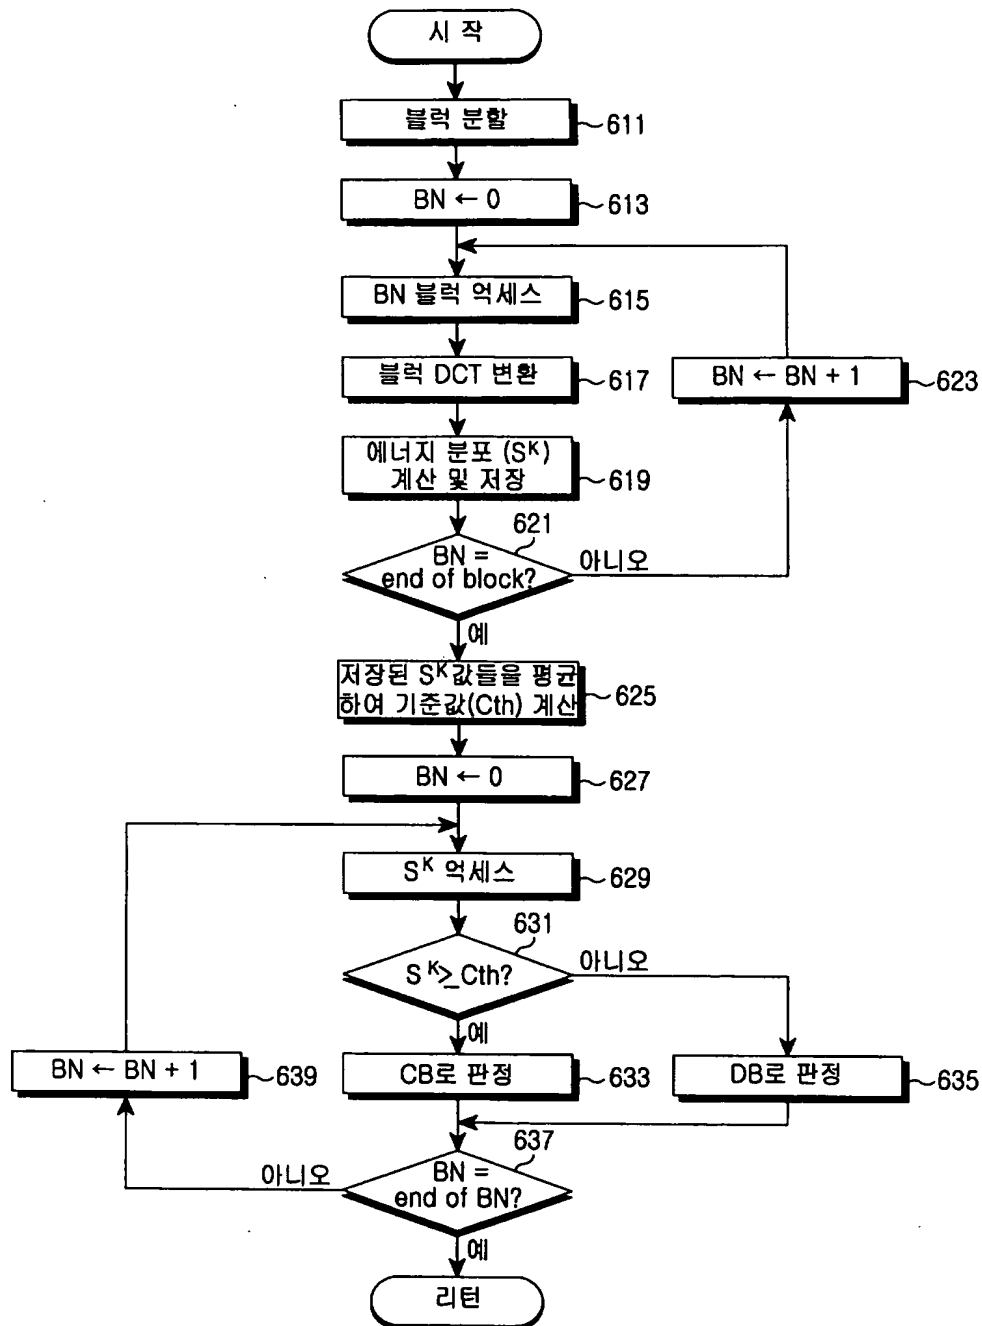 시 작
블럭 분할
611
BN ← 0
613
BN 블럭 억세스
615
블럭 DCT 변환
617
BN ← BN + 1
623
에너지 분포 (Sᴷ)
계산 및 저장
619
621
BN =
end of block?
아니오
예
저장된 Sᴷ값들을 평균
하여 기준값(Cth) 계산
625
BN ← 0
627
Sᴷ 억세스
629
631
Sᴷ≥Cth?
아니오
예
BN ← BN + 1
639
CB로 판정
633
DB로 판정
635
637
아니오
BN =
end of BN?
예
리턴